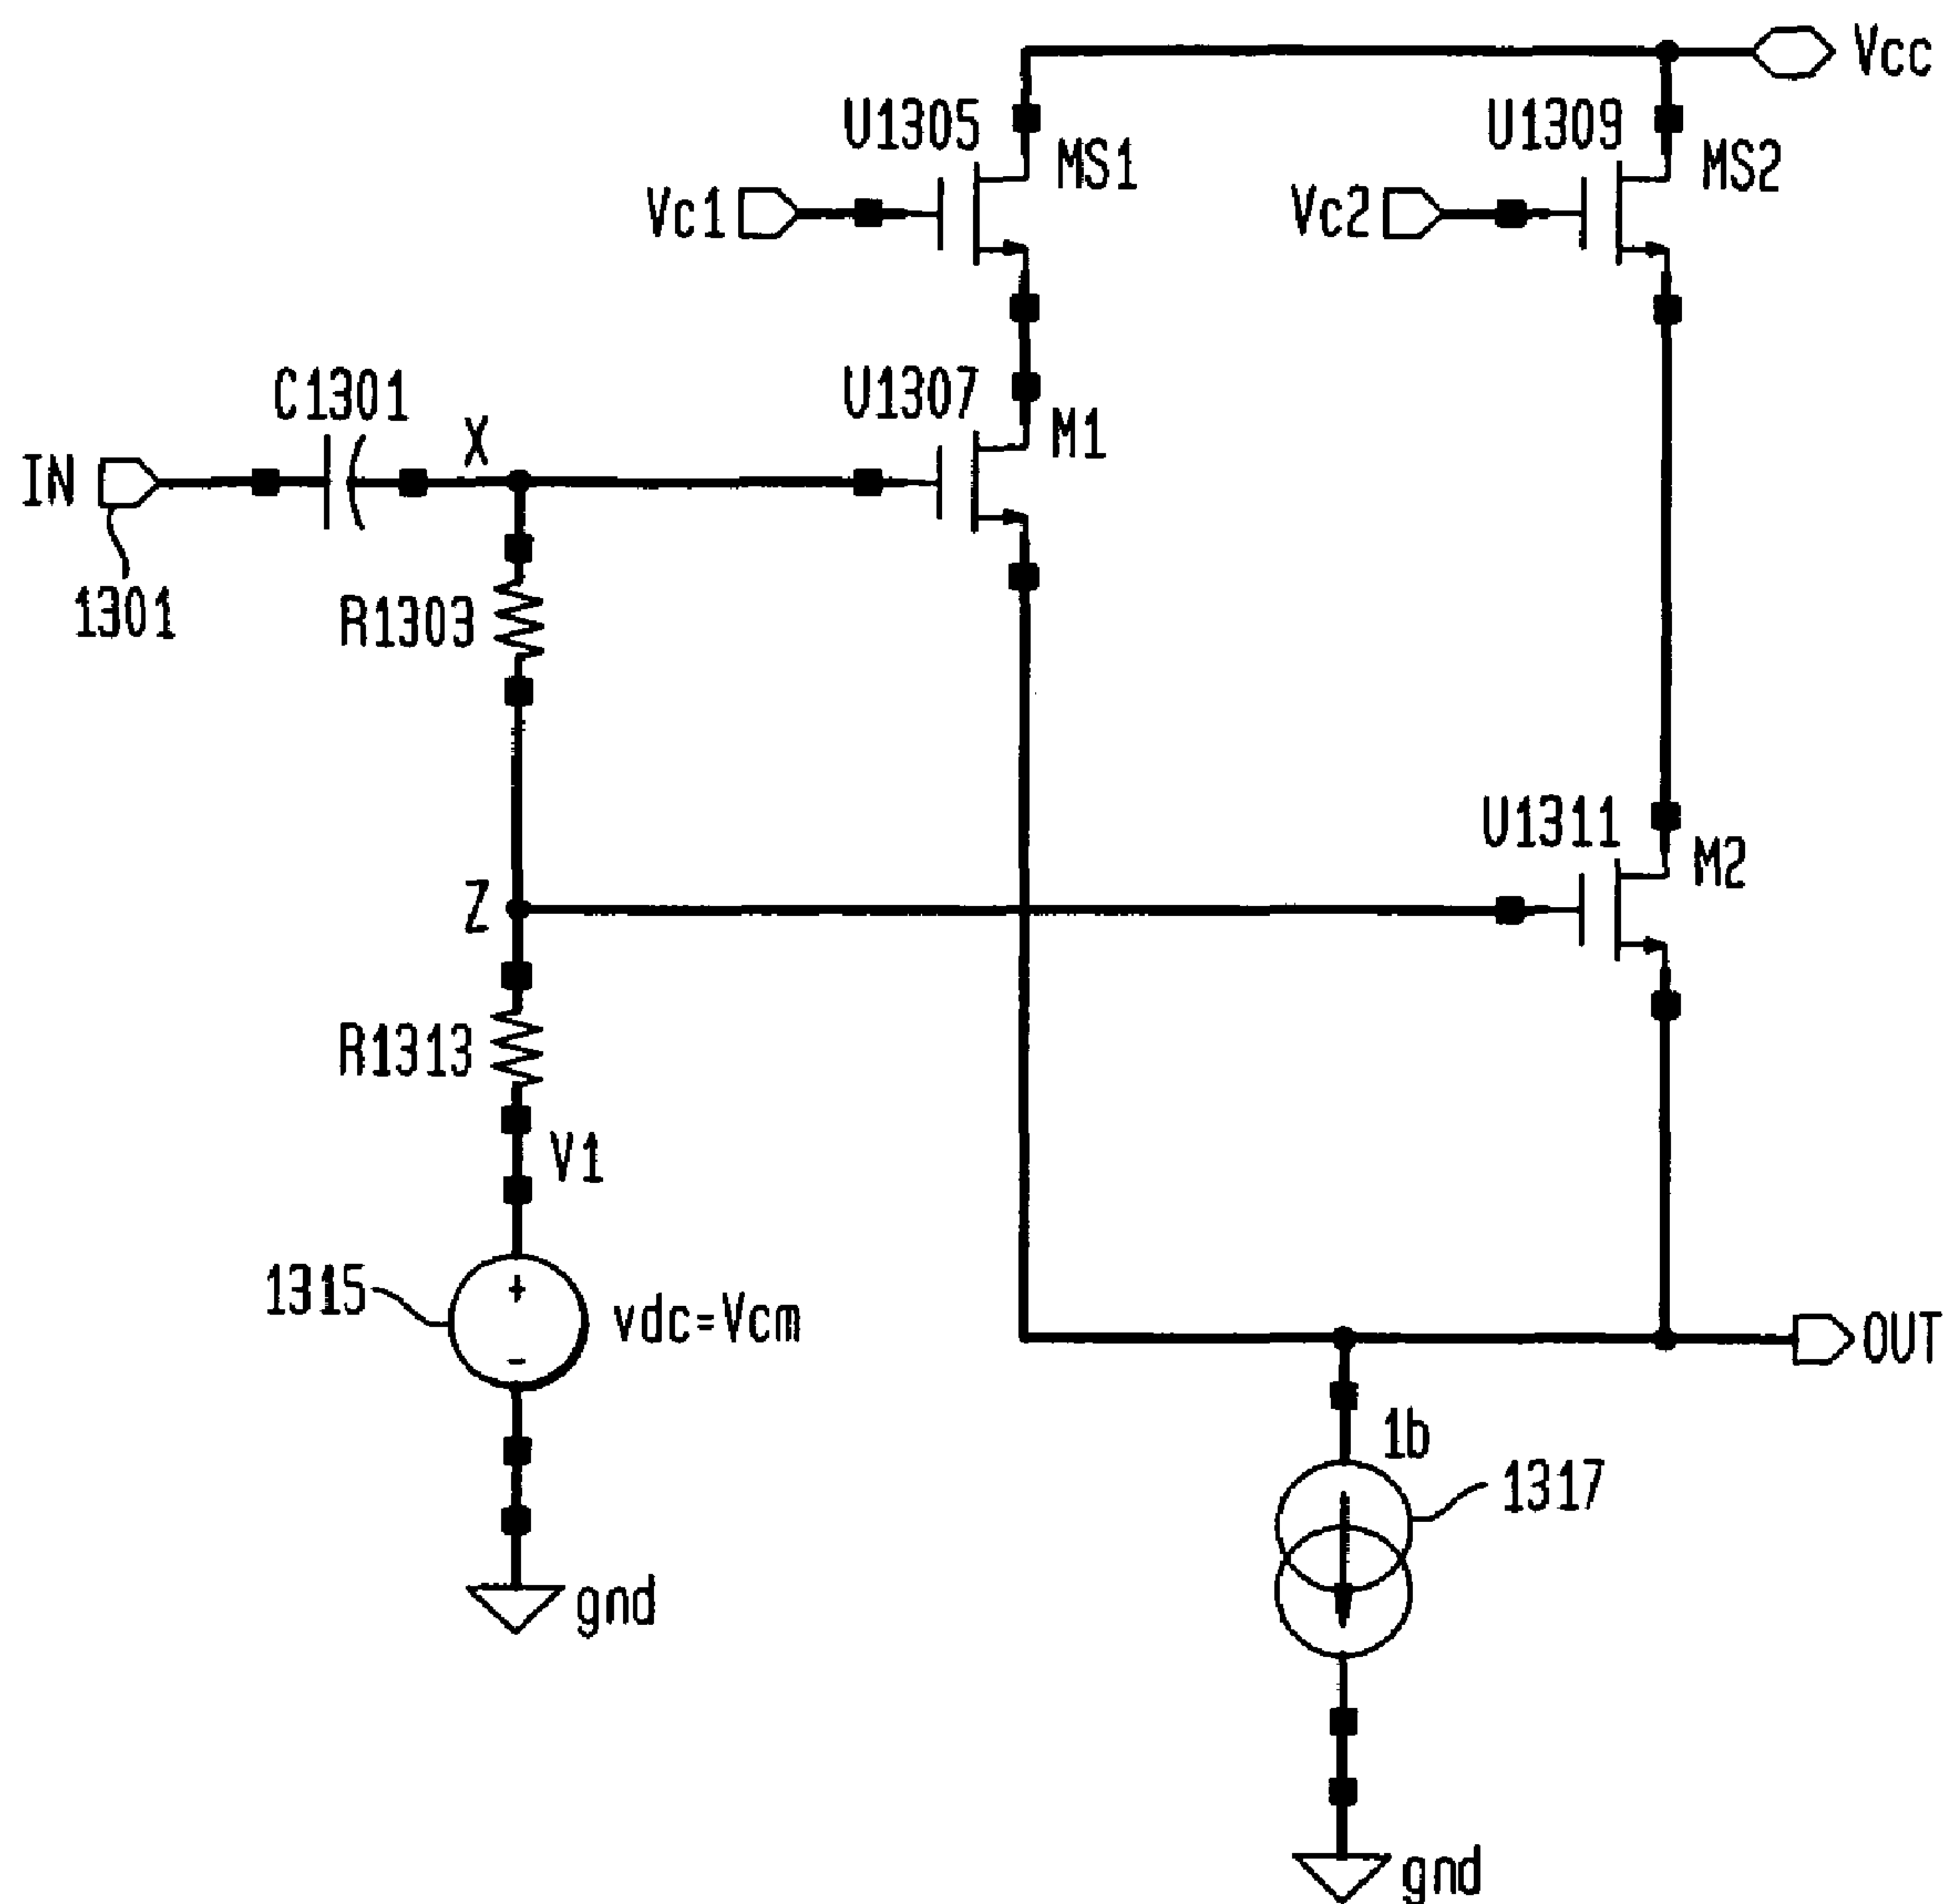 Vcc
U1305
MS1
U1309
MS2
Vc1
Vc2
C1301
X
U1307
M1
IN
1301
R1303
U1311
M2
Z
R1313
V1
1315
+
-
vdc=Vcm
OUT
1b
1317
gnd
gnd